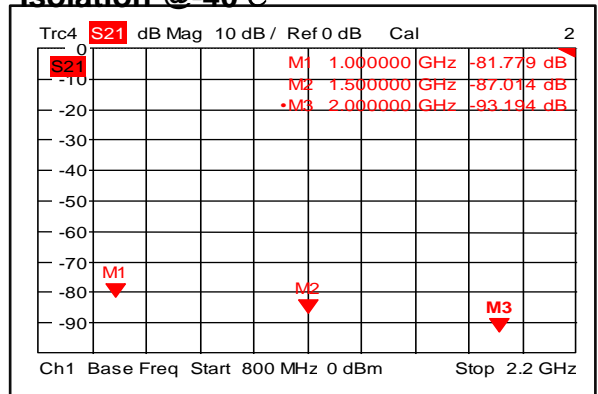 Isolation @ 40°C
Trc4 S21 dB Mag 10 dB / Ref 0 dB Cal 2
0
S21
M1 1.000000 GHz -81.779 dB
-10
M2 1.500000 GHz -87.014 dB
•M3 2.000000 GHz -93.194 dB
-20
-30
-40
-50
-60
-70
M1
M2
-80
M3
-90
Ch1 Base Freq Start 800 MHz 0 dBm Stop 2.2 GHz